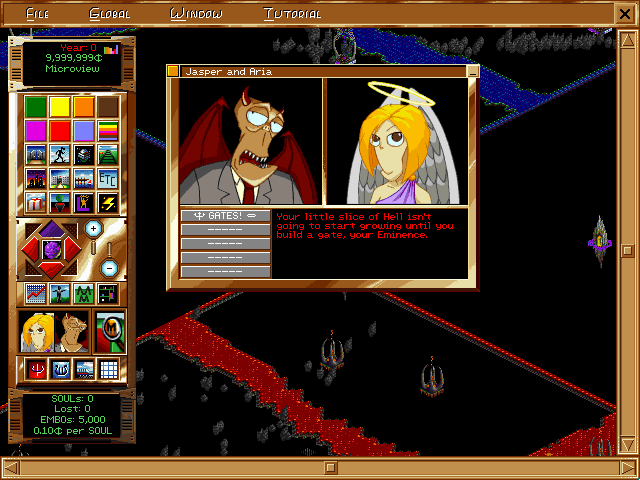 File Global Window Tutorial
Year 0
9,999,999¢
Microview
Jasper and Aria
GATES!
-----
-----
-----
-----
Your little slice of Hell isn't
going to start growing until you
build a gate, your Eminence.
ETC
SOULs: 0
Lost: 0
EMBOs: 5,000
0.10¢ per SOUL